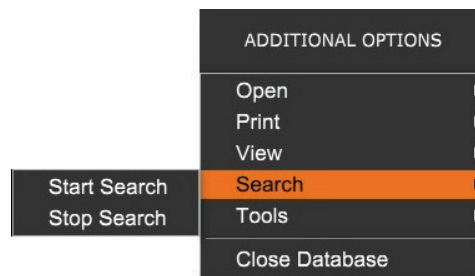 ADDITIONAL OPTIONS
Open
Print
View
Search
Start Search
Stop Search
Tools
Close Database